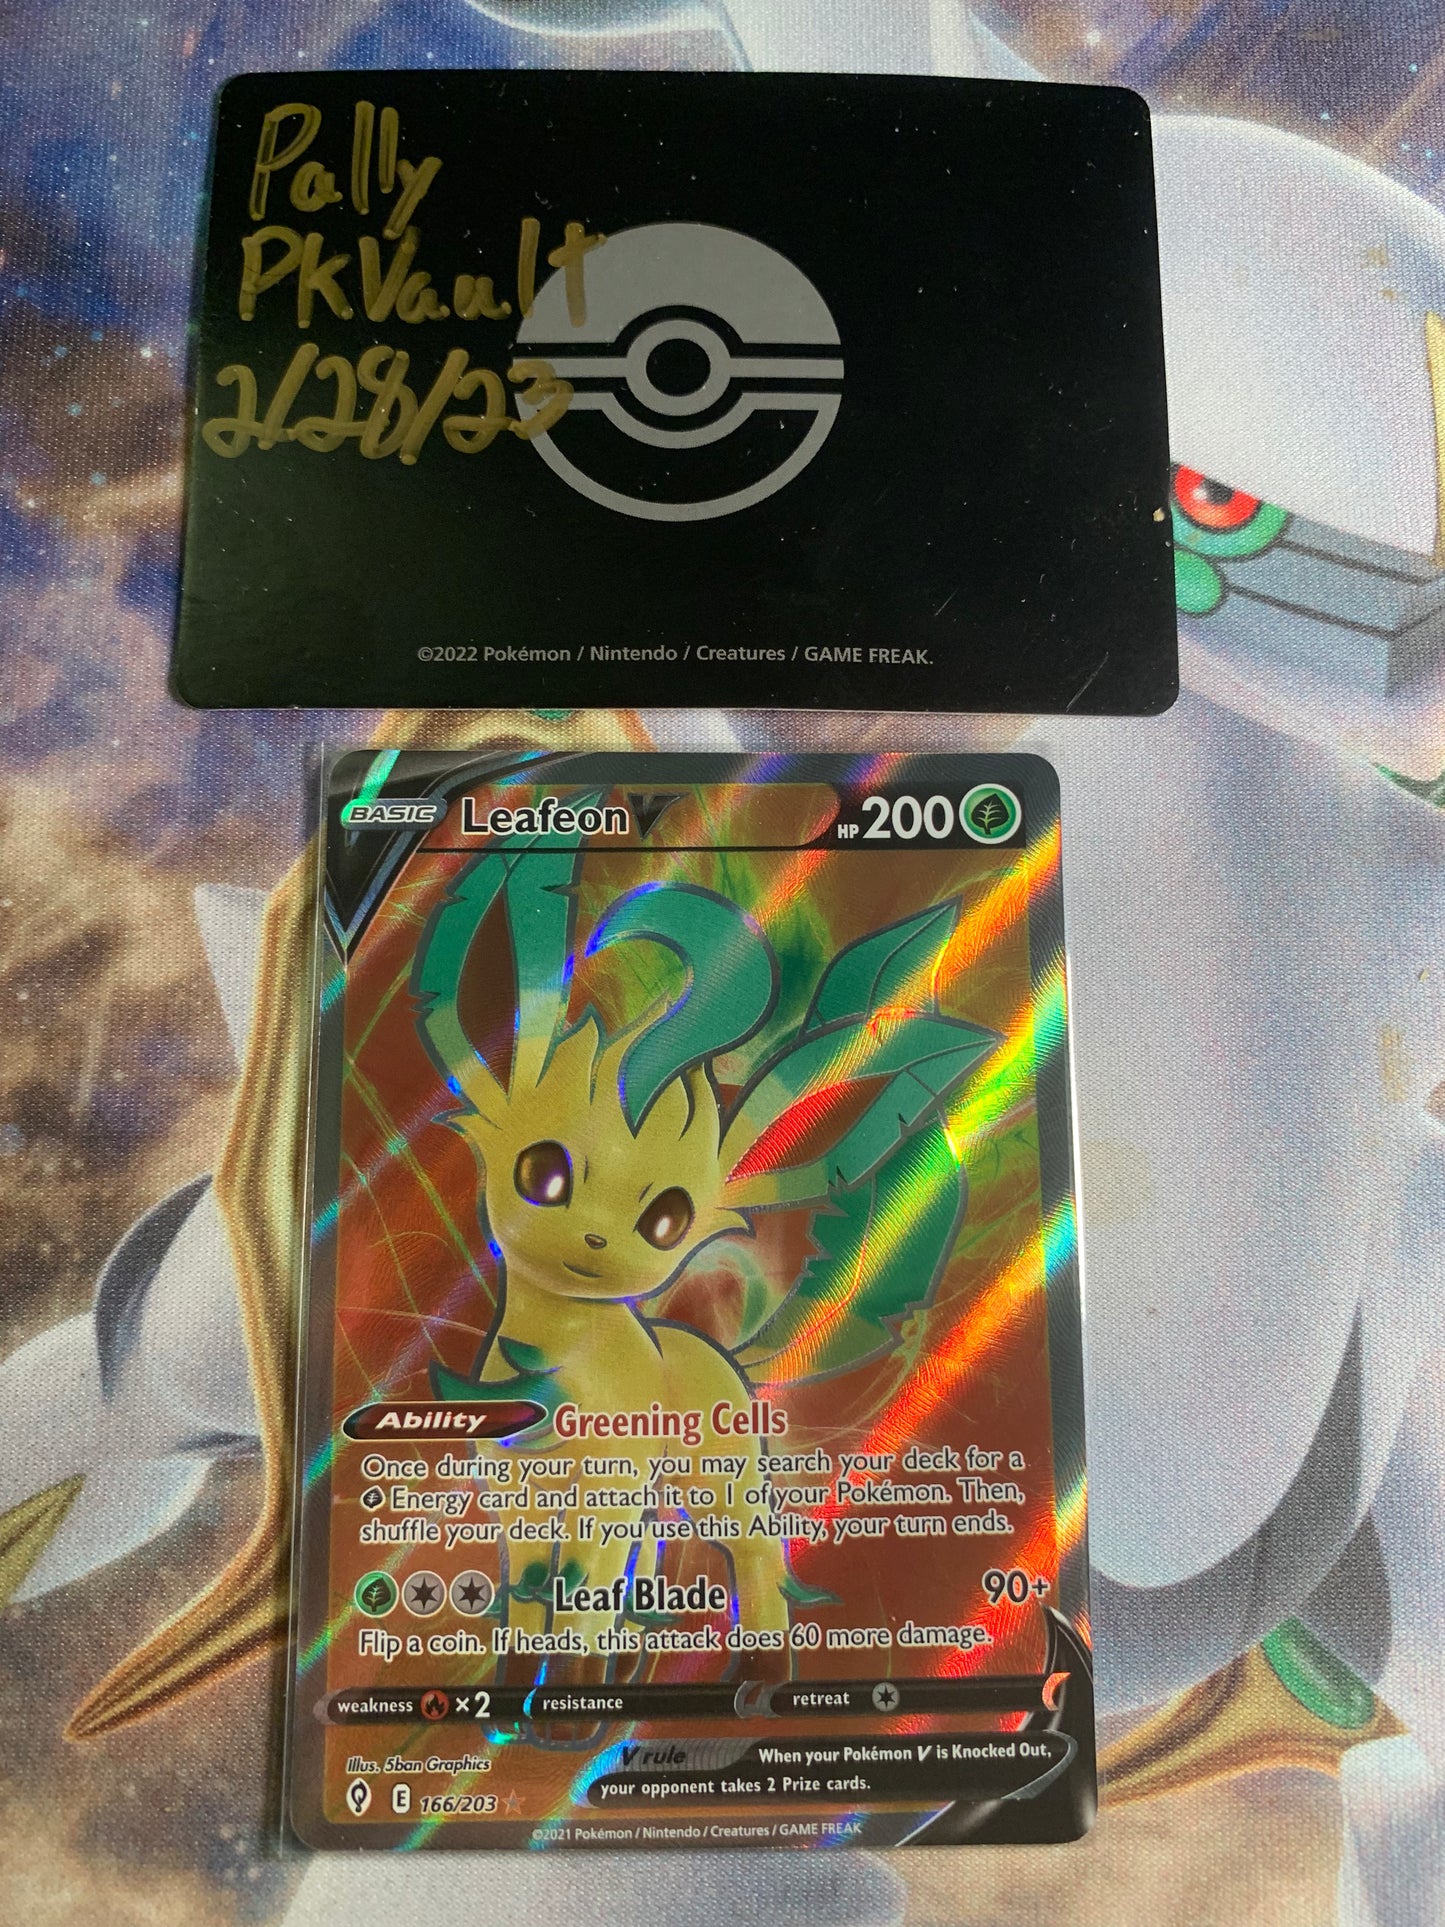 Pally
PKVault
2/28/23
©2022 Pokémon / Nintendo / Creatures / GAME FREAK.
BASIC Leafeon V HP 200
Ability Greening Cells
Once during your turn, you may search your deck for a
Energy card and attach it to 1 of your Pokémon. Then,
shuffle your deck. If you use this Ability, your turn ends.
Leaf Blade 90+
Flip a coin. If heads, this attack does 60 more damage.
weakness ×2 resistance retreat
V rule When your Pokémon V is Knocked Out,
your opponent takes 2 Prize cards.
Illus. 5ban Graphics
E 166/203
©2021 Pokémon / Nintendo / Creatures / GAME FREAK